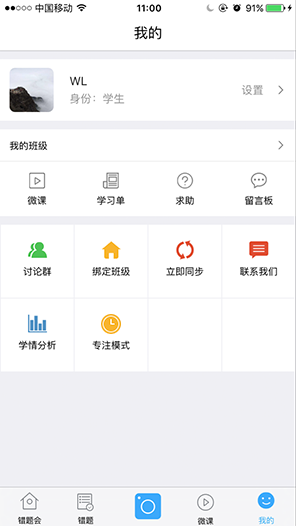 中国移动 11:00 91%
我的
WL
身份: 学生
设置
我的班级
微课 学习单 求助 留言板
讨论群 绑定班级 立即同步 联系我们
学情分析 专注模式
错题会 错题 微课 我的